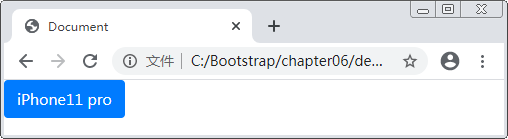 Document
文件 C:/Bootstrap/chapter06/de...
iPhone11 pro